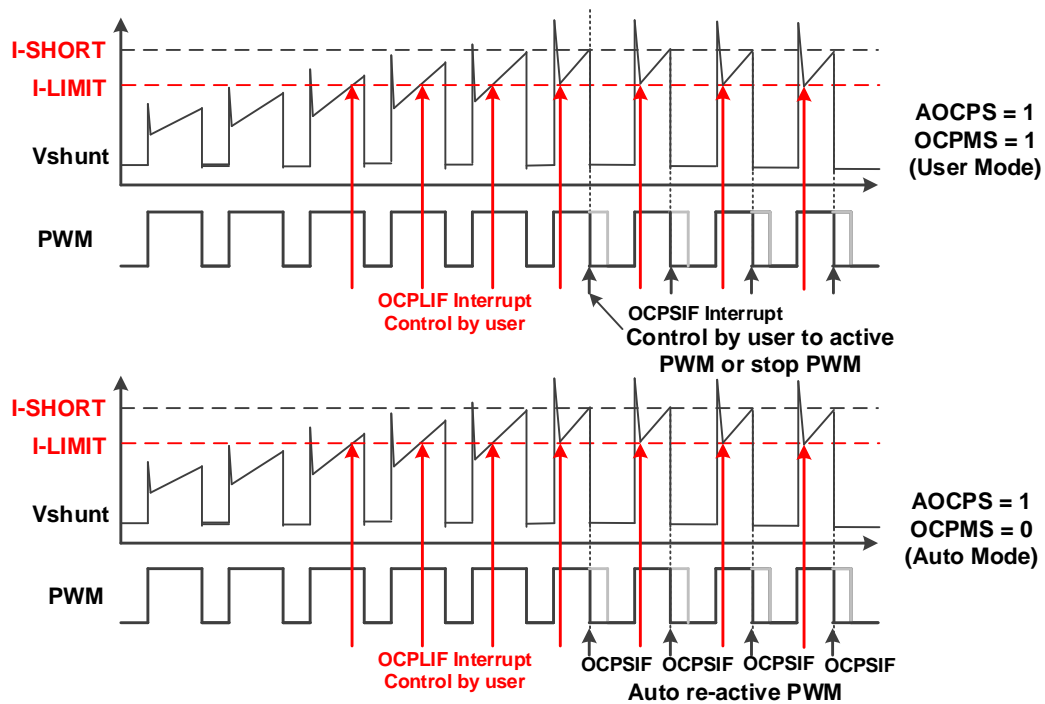 I-SHORT
I-LIMIT
Vshunt
AOCPS = 1
OCPMS = 1
(User Mode)
PWM
OCPLIF Interrupt
Control by user
OCPSIF Interrupt
Control by user to active
PWM or stop PWM
I-SHORT
I-LIMIT
Vshunt
AOCPS = 1
OCPMS = 0
(Auto Mode)
PWM
OCPLIF Interrupt
Control by user
OCPSIF OCPSIF OCPSIF OCPSIF
Auto re-active PWM